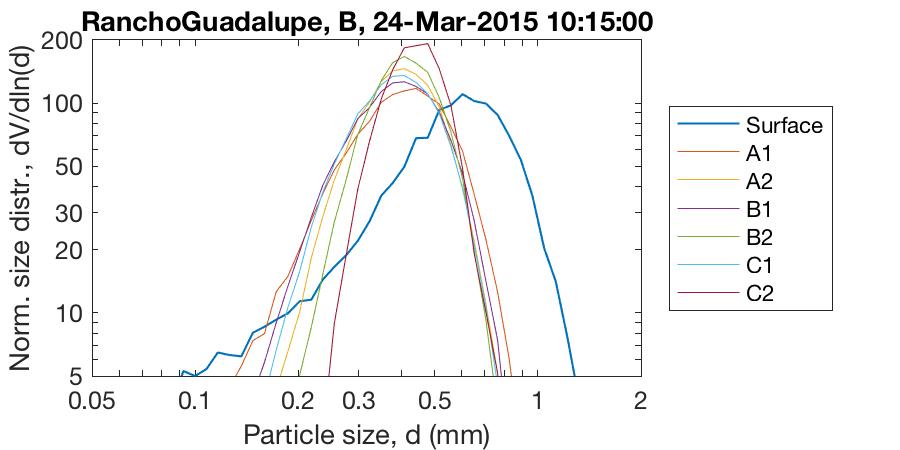 RanchoGuadalupe, B, 24-Mar-2015 10:15:00
Norm. size distr., dV/dln(d)
200
100
50
30
20
10
5
0.05 0.1 0.2 0.3 0.5 1 2
Particle size, d (mm)
Surface
A1
A2
B1
B2
C1
C2